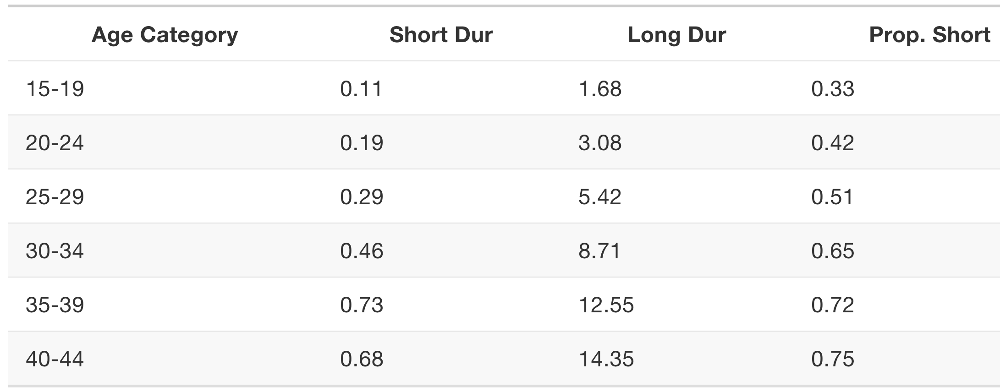 Age Category Short Dur Long Dur Prop. Short
15-19 0.11 1.68 0.33
20-24 0.19 3.08 0.42
25-29 0.29 5.42 0.51
30-34 0.46 8.71 0.65
35-39 0.73 12.55 0.72
40-44 0.68 14.35 0.75